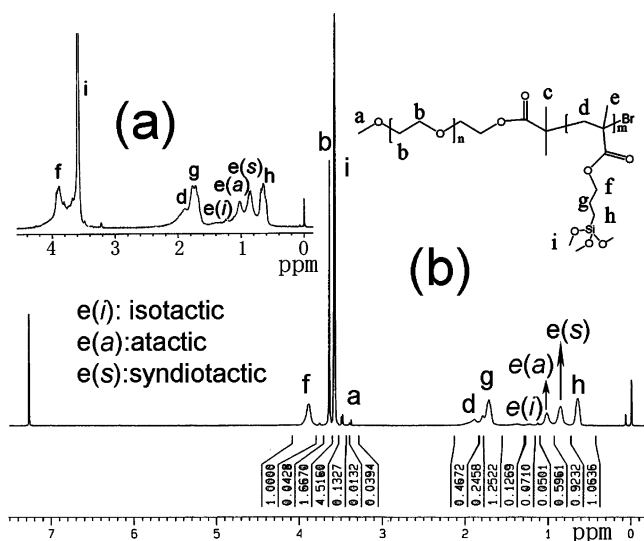 (a)
i
f
g
d
e(i)
e(a)
e(s)
h
4 3 2 1 0
ppm
a
O
b
b
O
n
O
O
c
d
e
m
Br
O
O
f
g
h
Si
i
O
O
O
(b)
e(i): isotactic
e(a):atactic
e(s):syndiotactic
b
i
f
a
d
g
e(i)
e(a)
e(s)
h
1.0000 0.0428 1.6670 4.5160 0.1327 0.0132 0.0394 0.4672 0.2458 1.2522 0.1269 0.0710 0.0501 0.5961 0.9232 1.0636
7 6 5 4 3 2 1 0
ppm